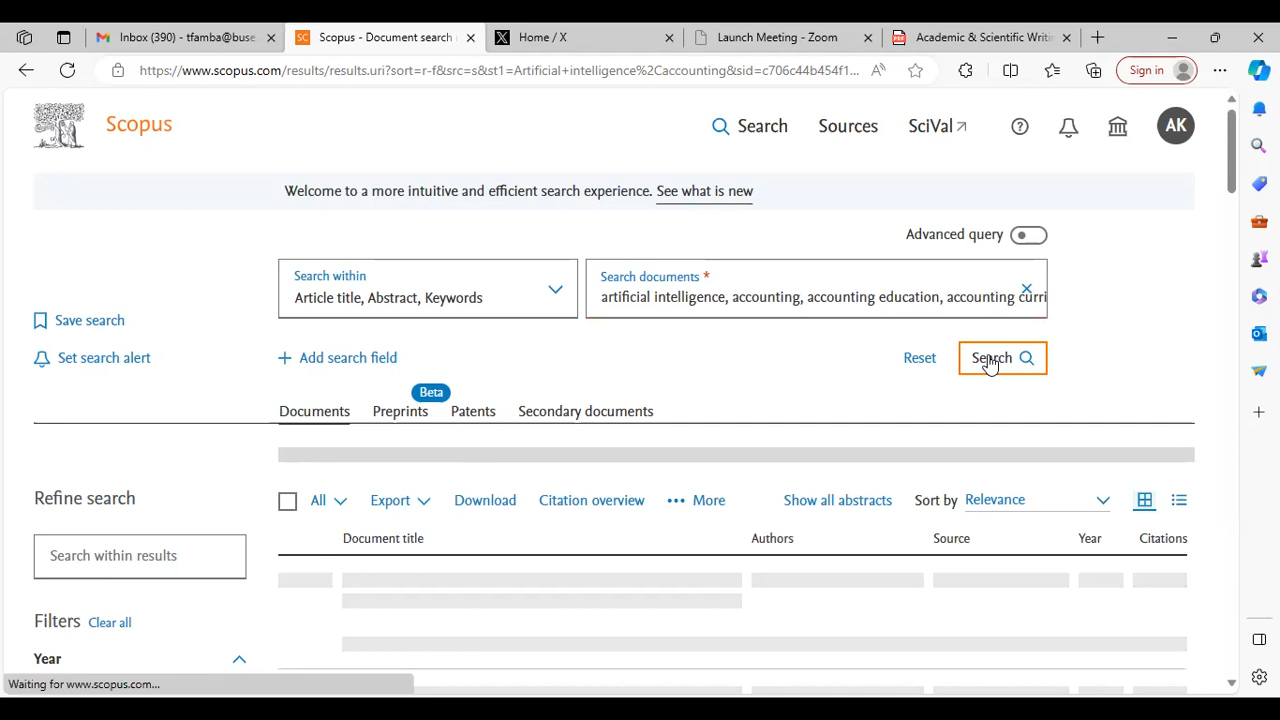 Inbox (390) - tfamba@buse
Scopus - Document search
Home / X
Launch Meeting - Zoom
Academic & Scientific Writi
https://www.scopus.com/results/results.uri?sort=r-f&src=s&st1=Artificial+intelligence%2Caccounting&sid=c706c44b454f1...
Sign in
Scopus
Search
Sources
SciVal
AK
Welcome to a more intuitive and efficient search experience. See what is new
Advanced query
Search within
Article title, Abstract, Keywords
Search documents *
artificial intelligence, accounting, accounting education, accounting curri
Save search
Set search alert
+ Add search field
Reset
Search
Beta
Documents
Preprints
Patents
Secondary documents
Refine search
All
Export
Download
Citation overview
More
Show all abstracts
Sort by
Relevance
Document title
Authors
Source
Year
Citations
Search within results
Filters
Clear all
Year
Waiting for www.scopus.com...